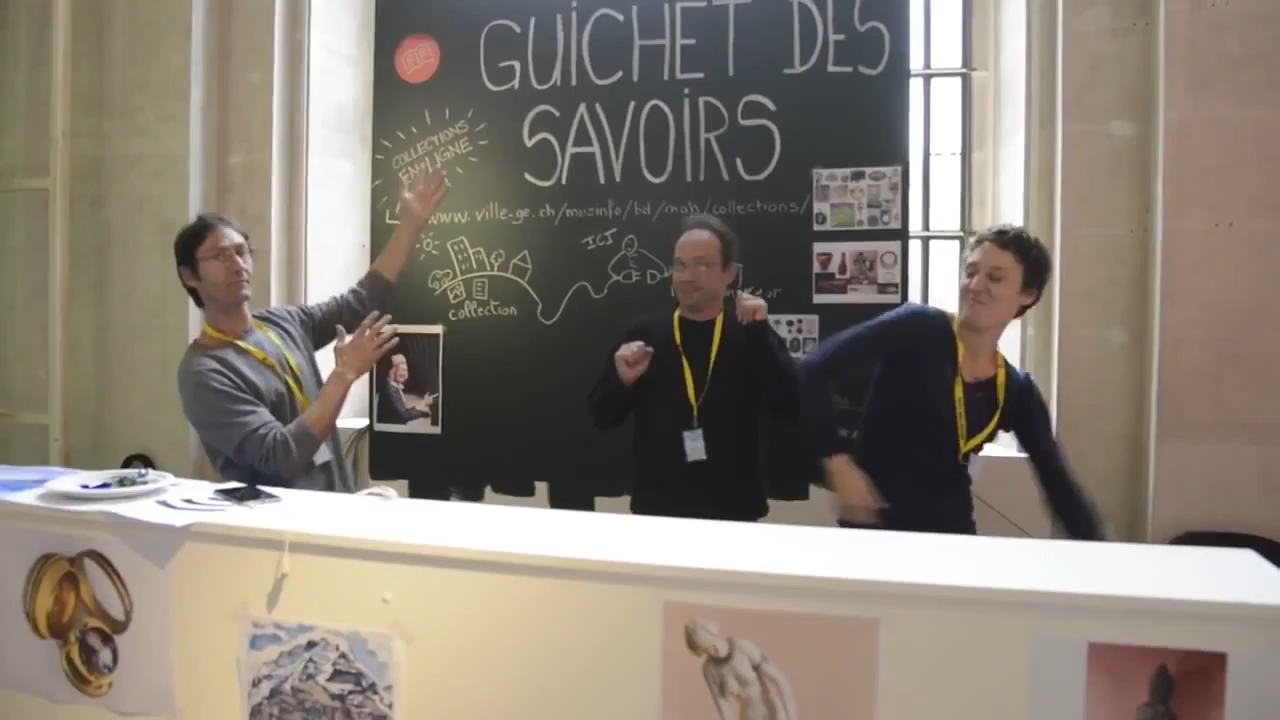 GUICHET DES
SAVOIRS
COLLECTIONS
EN LIGNE
www.ville-ge.ch/musinfo/bd/mah/collections/
ICI
collection